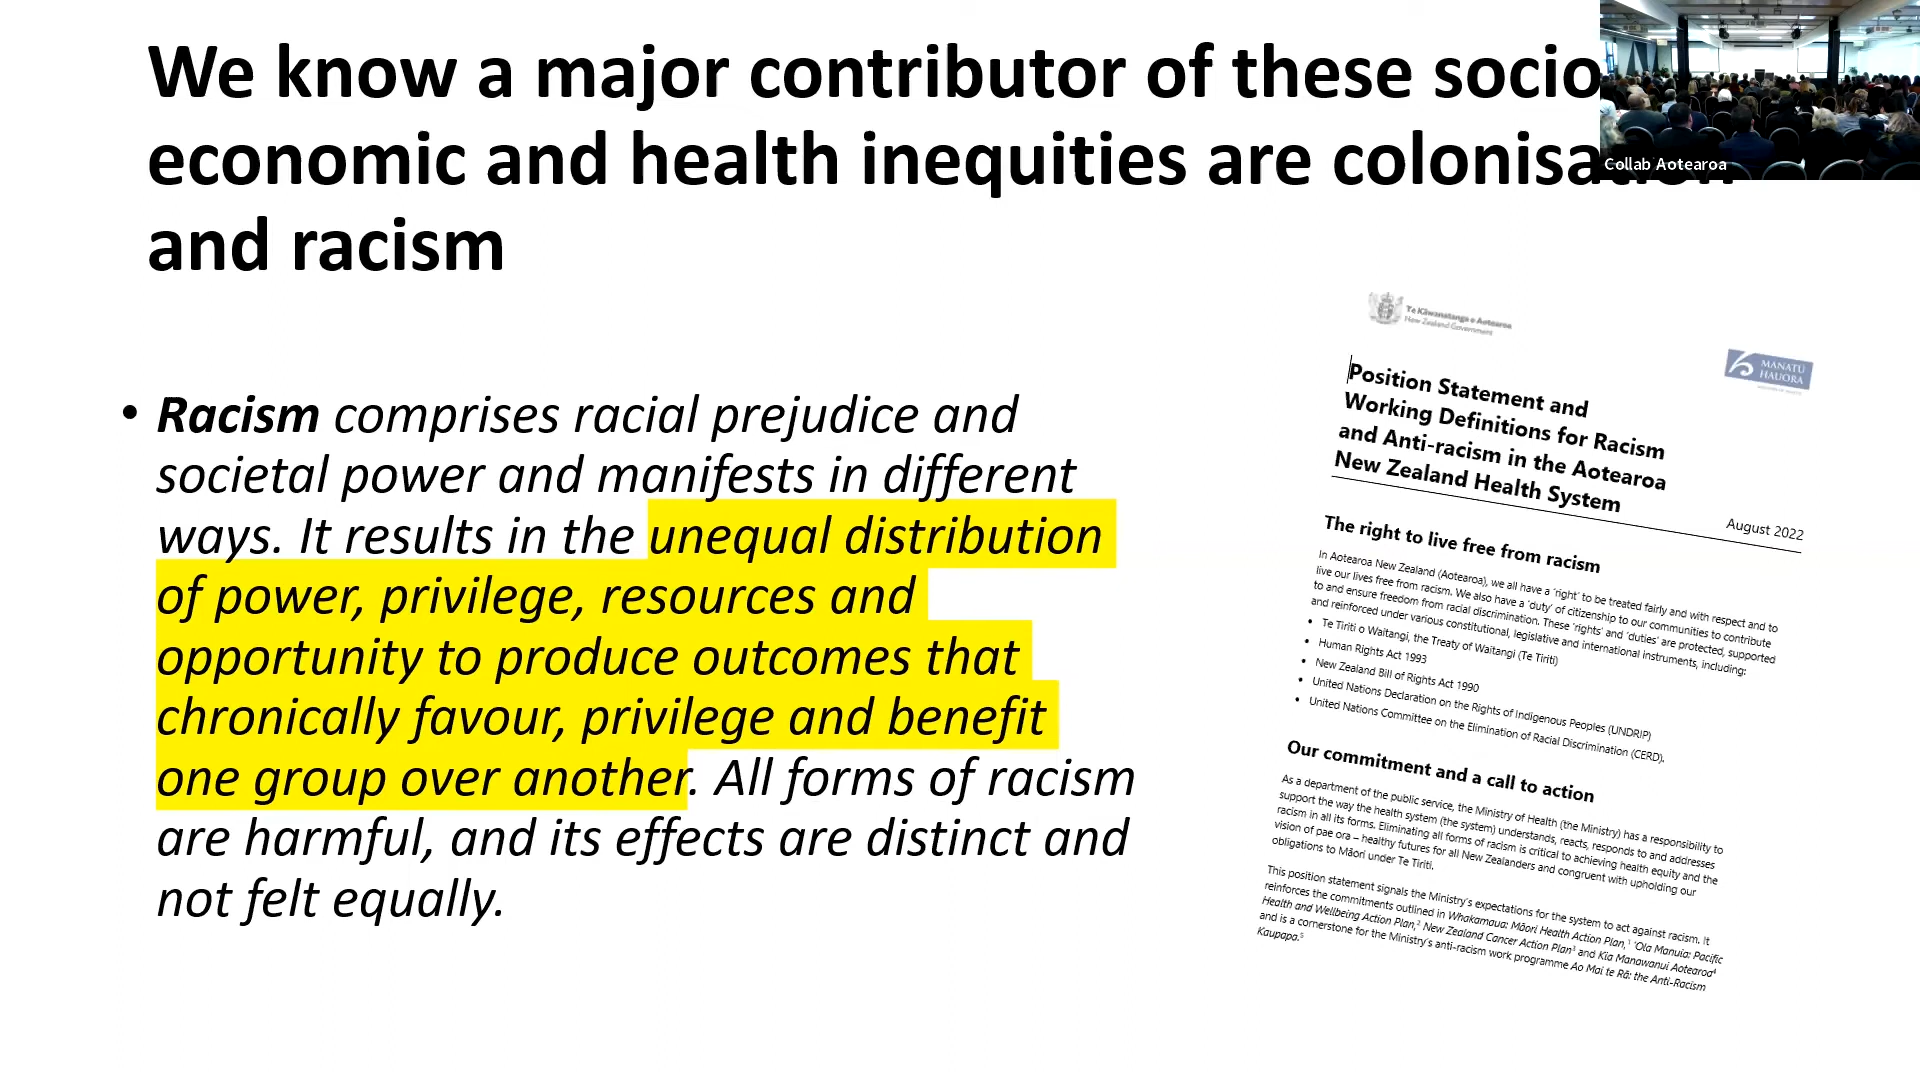 We know a major contributor of these socio
economic and health inequities are colonisation
and racism
Collab Aotearoa
• Racism comprises racial prejudice and
societal power and manifests in different
ways. It results in the unequal distribution
of power, privilege, resources and
opportunity to produce outcomes that
chronically favour, privilege and benefit
one group over another. All forms of racism
are harmful, and its effects are distinct and
not felt equally.
Te Kāwanatanga o Aotearoa
New Zealand Government
MANATŪ
HAUORA
Position Statement and
Working Definitions for Racism
and Anti-racism in the Aotearoa
New Zealand Health System
August 2022
The right to live free from racism
In Aotearoa New Zealand (Aotearoa), we all have a ‘right’ to be treated fairly and with respect and to
live our lives free from racism. We also have a ‘duty’ of citizenship to our communities to contribute
to and ensure freedom from racial discrimination. These ‘rights’ and ‘duties’ are protected, supported
and reinforced under various constitutional, legislative and international instruments, including:
• Te Tiriti o Waitangi, the Treaty of Waitangi (Te Tiriti)
• Human Rights Act 1993
• New Zealand Bill of Rights Act 1990
• United Nations Declaration on the Rights of Indigenous Peoples (UNDRIP)
• United Nations Committee on the Elimination of Racial Discrimination (CERD).
Our commitment and a call to action
As a department of the public service, the Ministry of Health (the Ministry) has a responsibility to
support the way the health system (the system) understands, reacts, responds to and addresses
racism in all its forms. Eliminating all forms of racism is critical to achieving health equity and the
vision of pae ora – healthy futures for all New Zealanders and congruent with upholding our
obligations to Māori under Te Tiriti.
This position statement signals the Ministry’s expectations for the system to act against racism. It
reinforces the commitments outlined in Whakamaua: Māori Health Action Plan,¹ ‘Ola Manuia: Pacific
Health and Wellbeing Action Plan,² New Zealand Cancer Action Plan³ and Kia Manawanui Aotearoa⁴
and is a cornerstone for the Ministry’s anti-racism work programme Ao Mai te Rā: the Anti-Racism
Kaupapa.⁵